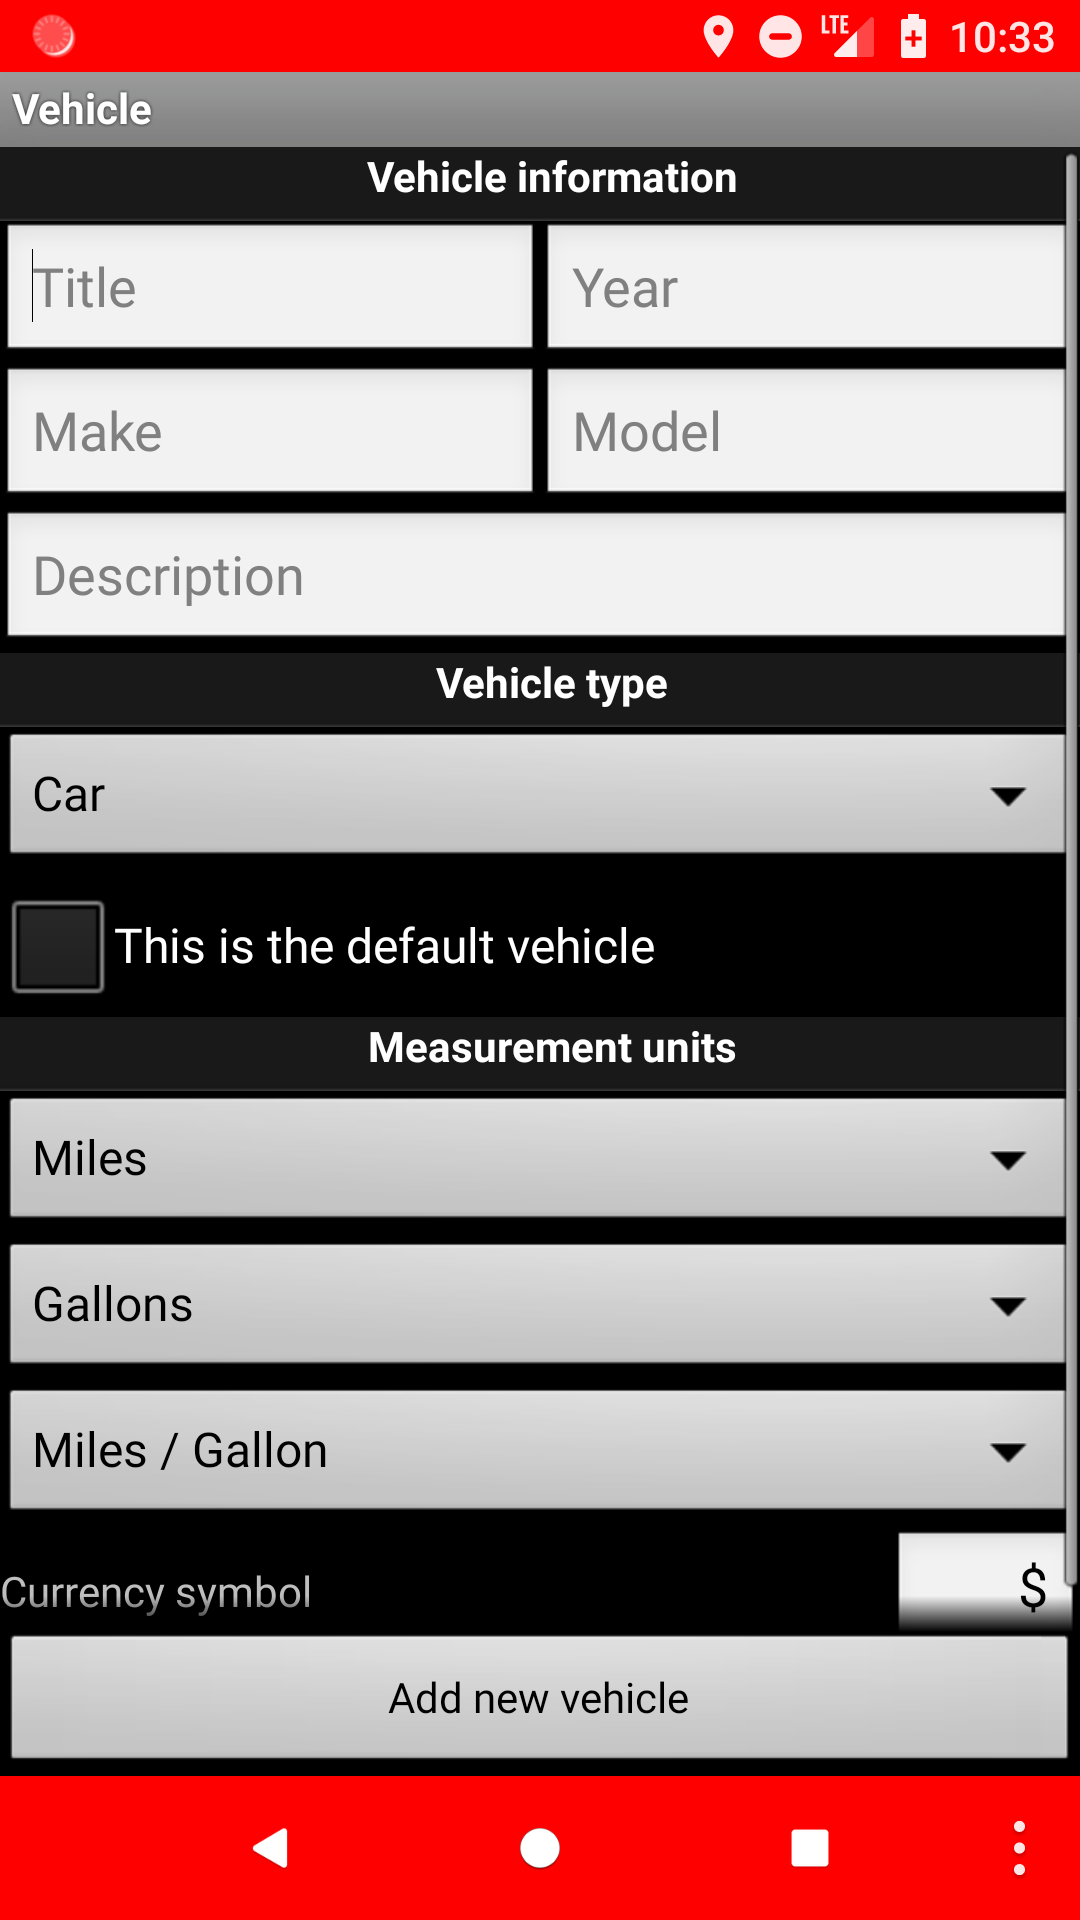 LTE 10:33
Vehicle
Vehicle information
Title Year
Make Model
Description
Vehicle type
Car
This is the default vehicle
Measurement units
Miles
Gallons
Miles / Gallon
Currency symbol $
Add new vehicle